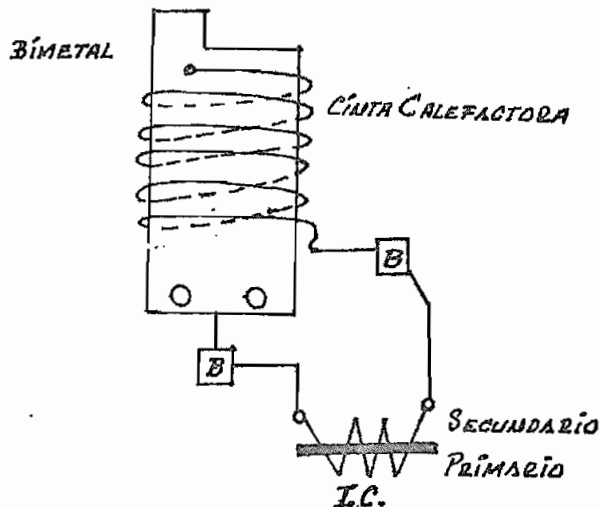 BIMETAL
CINTA CALEFACTORA
B
B
SECUNDARIO
PRIMARIO
I.C.